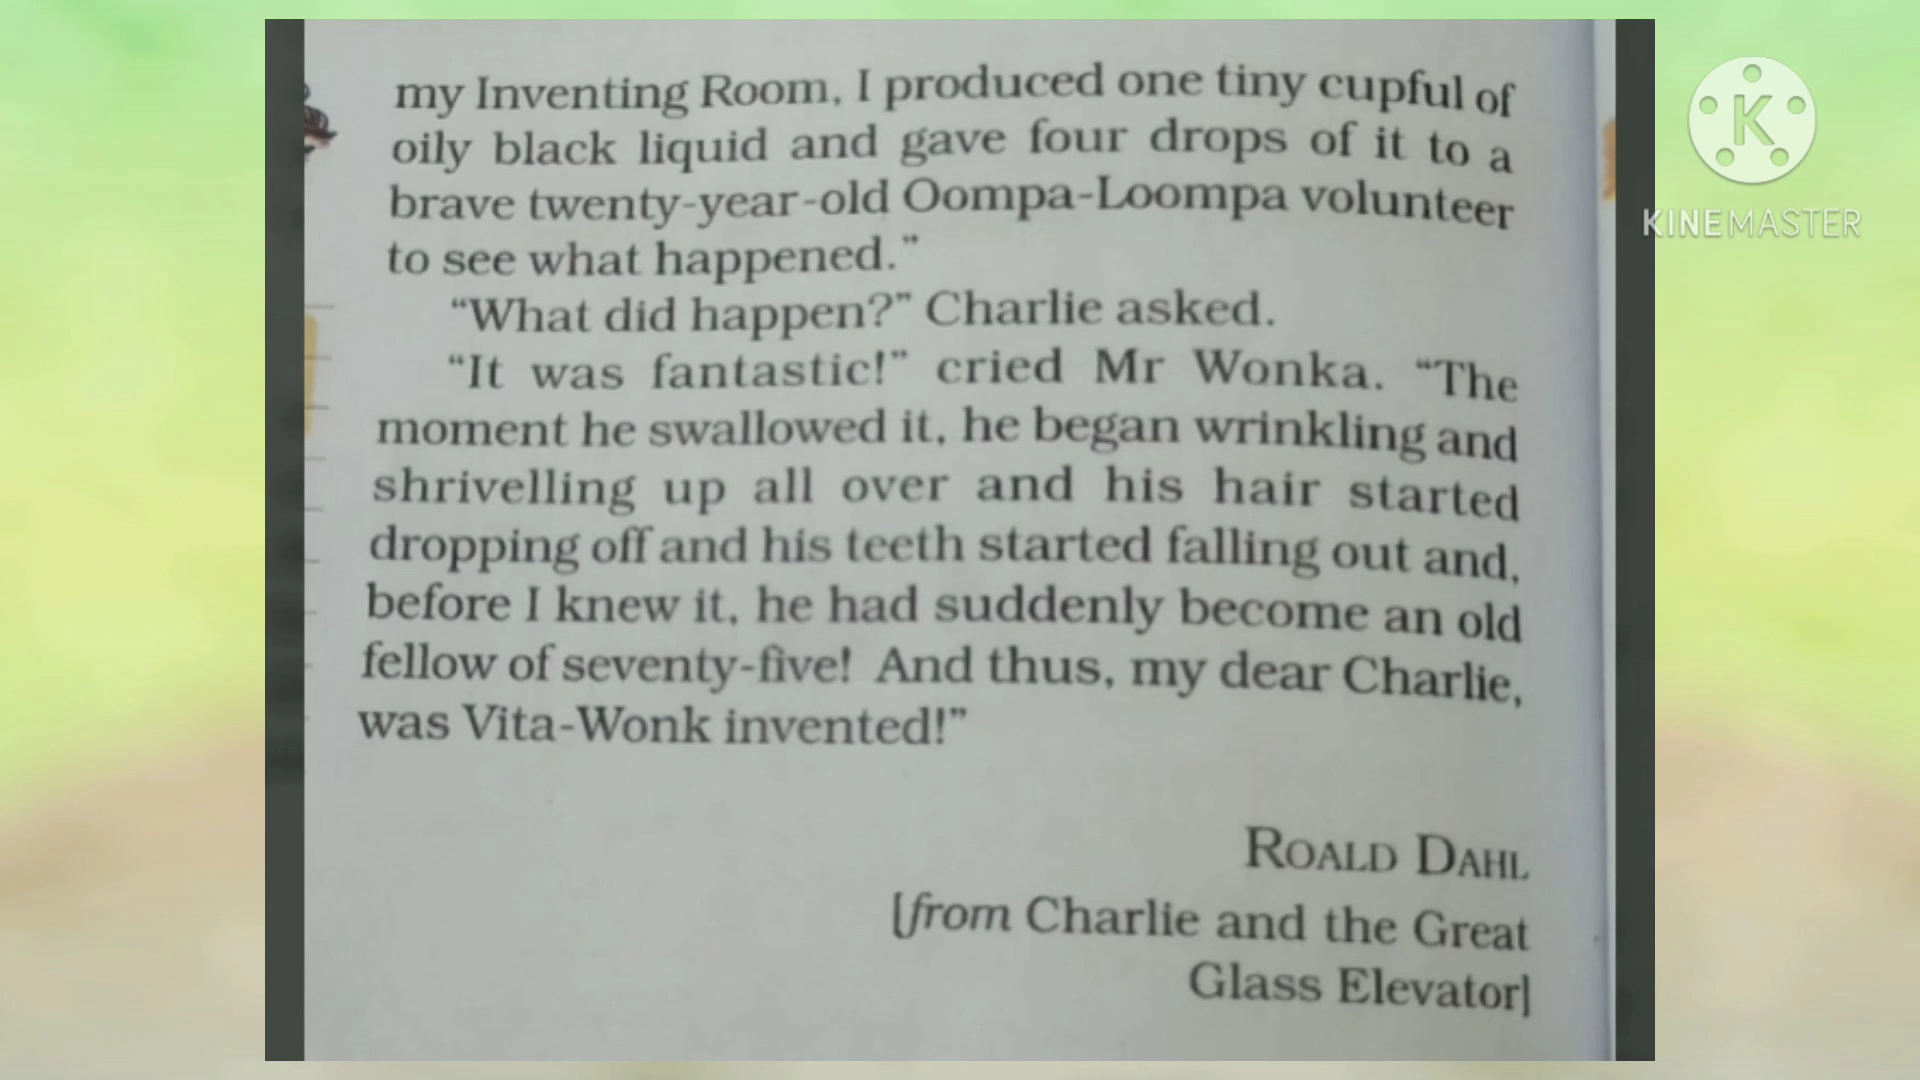 my Inventing Room, I produced one tiny cupful of
oily black liquid and gave four drops of it to a
brave twenty-year-old Oompa-Loompa volunteer
to see what happened.”
“What did happen?” Charlie asked.
“It was fantastic!” cried Mr Wonka. “The
moment he swallowed it, he began wrinkling and
shrivelling up all over and his hair started
dropping off and his teeth started falling out and,
before I knew it, he had suddenly become an old
fellow of seventy-five! And thus, my dear Charlie,
was Vita-Wonk invented!”
ROALD DAHL
[from Charlie and the Great
Glass Elevator]
K
KINEMASTER